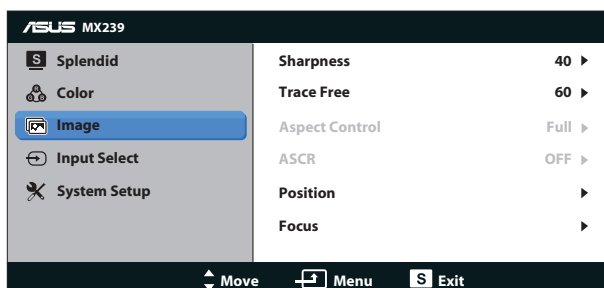 ASUS MX239
S Splendid
Color
Image
Input Select
System Setup
Sharpness 40
Trace Free 60
Aspect Control Full
ASCR OFF
Position
Focus
Move Menu S Exit